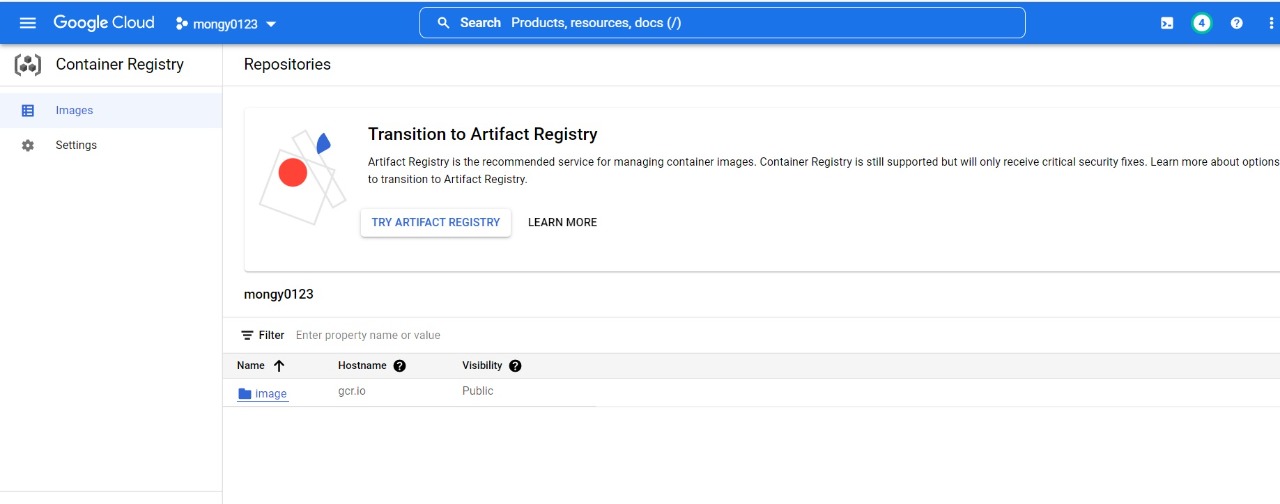 Google Cloud
mongy0123
Search Products, resources, docs (/)
4
Container Registry
Repositories
Images
Settings
Transition to Artifact Registry
Artifact Registry is the recommended service for managing container images. Container Registry is still supported but will only receive critical security fixes. Learn more about options
to transition to Artifact Registry.
TRY ARTIFACT REGISTRY LEARN MORE
mongy0123
Filter Enter property name or value
Name Hostname Visibility
image gcr.io Public